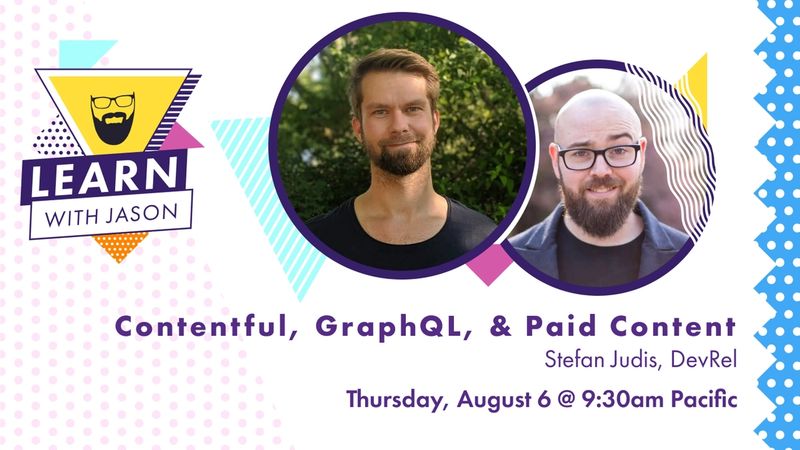 LEARN
WITH JASON
Contentful, GraphQL, & Paid Content
Stefan Judis, DevRel
Thursday, August 6 @ 9:30am Pacific